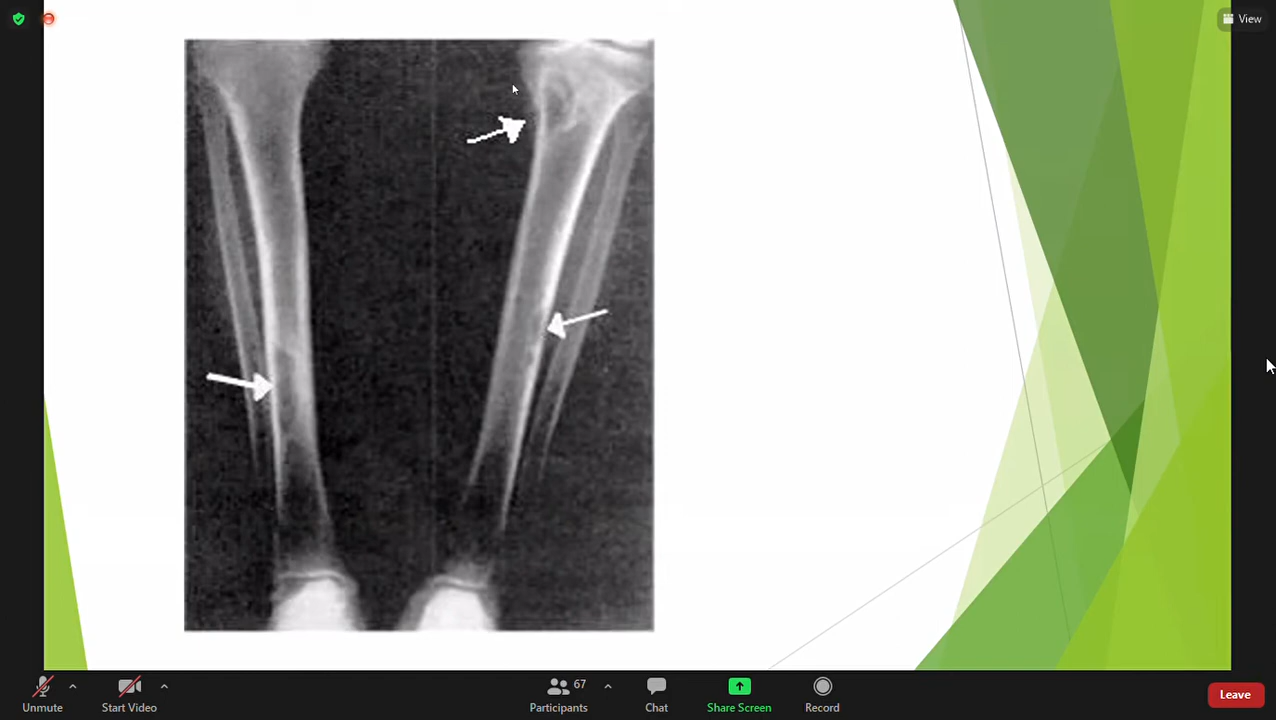 View
67
Unmute
Start Video
Participants
Chat
Share Screen
Record
Leave